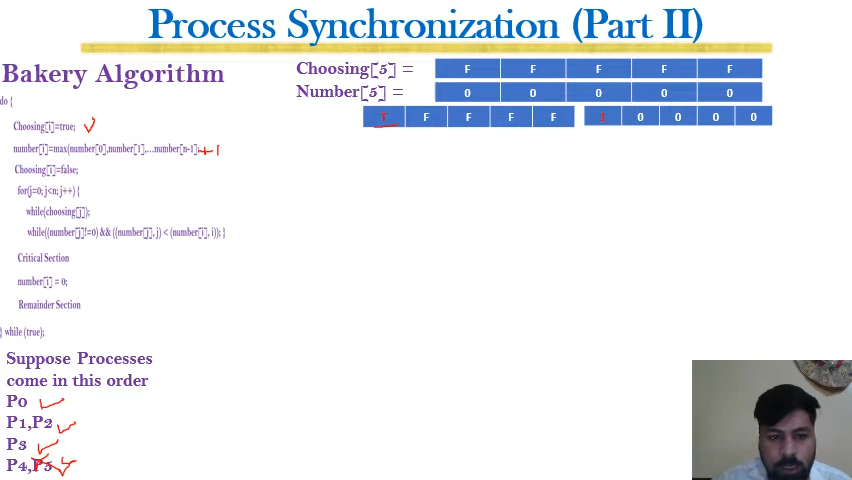 Process Synchronization (Part II)
Bakery Algorithm
Choosing[5] = F F F F F
Number[5] = 0 0 0 0 0
T F F F F 1 0 0 0 0
do {
Choosing[i]=true;
number[i]=max(number[0],number[1],…number[n-1]; +1
Choosing[i]=false;
for(j=0; j<n; j++) {
while(choosing[j]);
while((number[j]!=0) && ((number[j], j) < (number[i], i)); }
Critical Section
number[i] = 0;
Remainder Section
} while (true);
Suppose Processes
come in this order
P0
P1,P2
P3
P4,P5